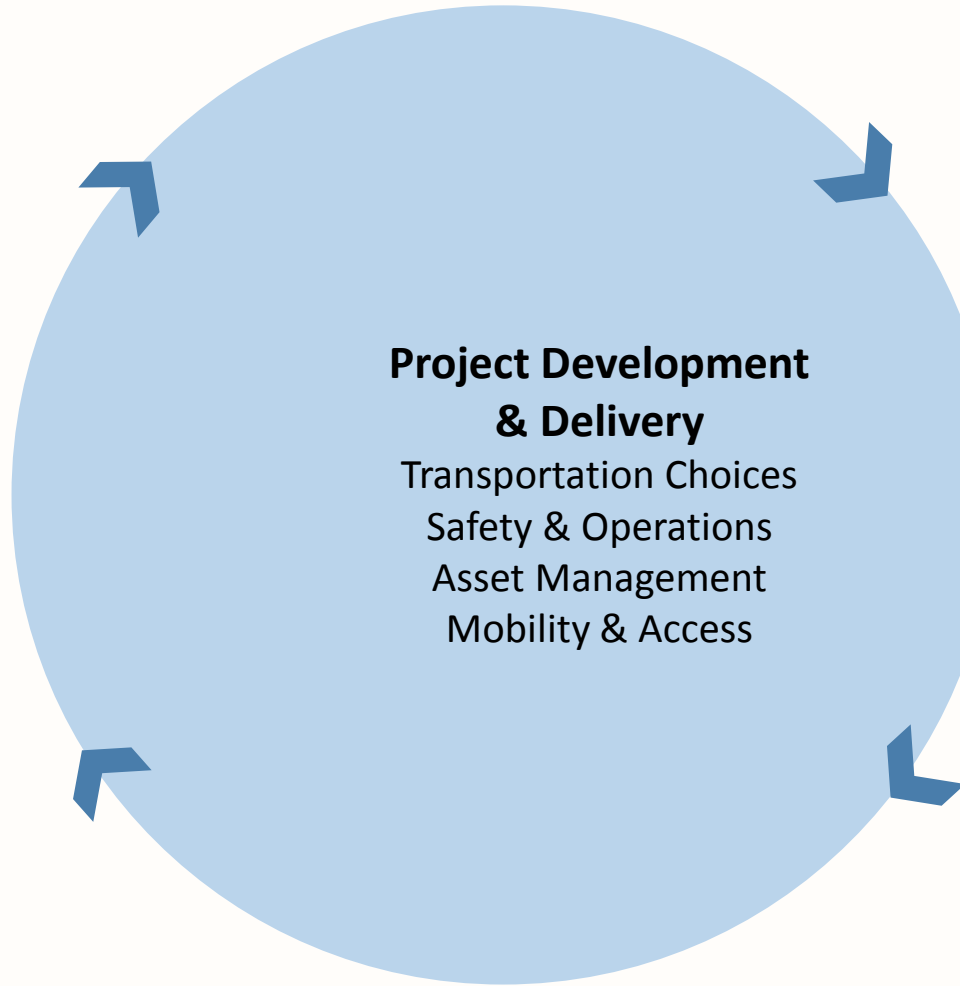 Project Development
& Delivery
Transportation Choices
Safety & Operations
Asset Management
Mobility & Access